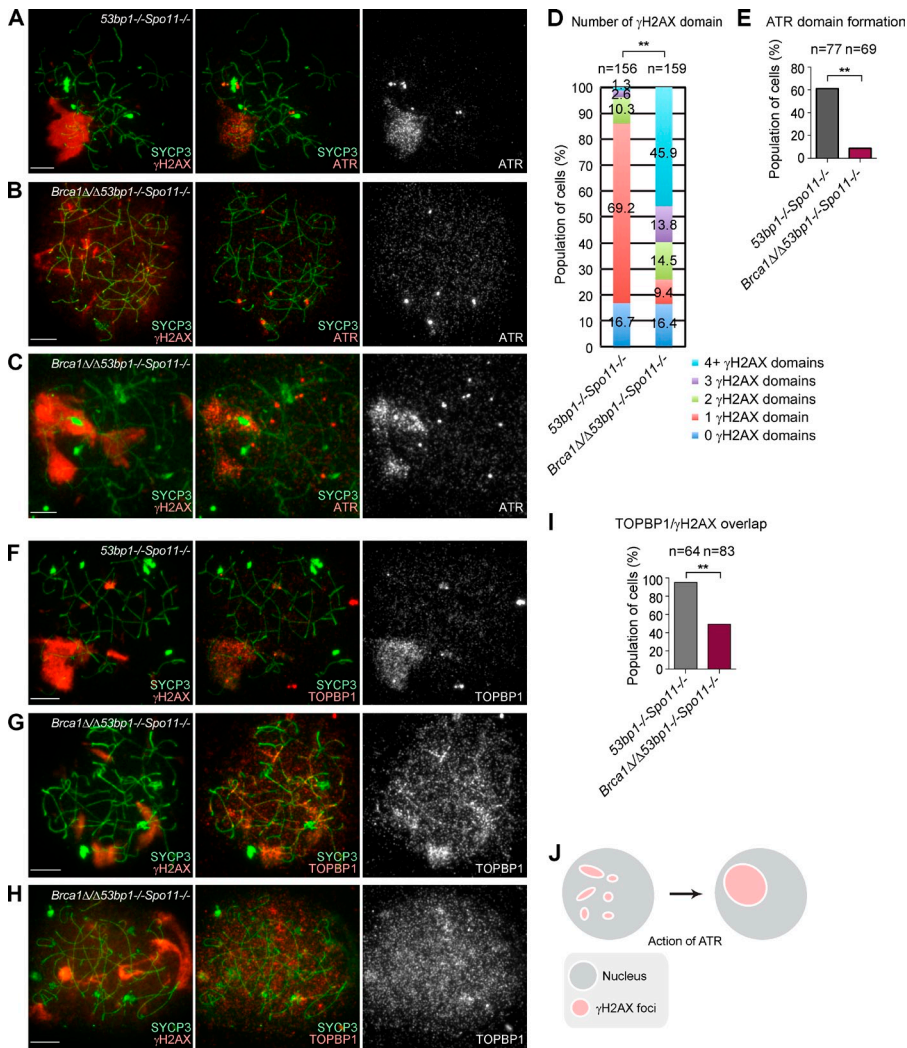 A
53bp1-/-Spo11-/-
SYCP3
γH2AX
SYCP3
ATR
ATR
B
Brca1Δ/Δ53bp1-/-Spo11-/-
SYCP3
γH2AX
SYCP3
ATR
ATR
C
Brca1Δ/Δ53bp1-/-Spo11-/-
SYCP3
γH2AX
SYCP3
ATR
ATR
D Number of γH2AX domain
**
n=156 n=159
Population of cells (%)
100
90
80
70
60
50
40
30
20
10
0
1.3
2.6
10.3
69.2
16.7
45.9
13.8
14.5
9.4
16.4
53bp1-/-Spo11-/-
Brca1Δ/Δ53bp1-/-Spo11-/-
4+ γH2AX domains
3 γH2AX domains
2 γH2AX domains
1 γH2AX domain
0 γH2AX domains
E ATR domain formation
n=77 n=69
**
Population of cells (%)
80
60
40
20
0
53bp1-/-Spo11-/-
Brca1Δ/Δ53bp1-/-Spo11-/-
F
53bp1-/-Spo11-/-
SYCP3
γH2AX
SYCP3
TOPBP1
TOPBP1
G
Brca1Δ/Δ53bp1-/-Spo11-/-
SYCP3
γH2AX
SYCP3
TOPBP1
TOPBP1
H
Brca1Δ/Δ53bp1-/-Spo11-/-
SYCP3
γH2AX
SYCP3
TOPBP1
TOPBP1
I
TOPBP1/γH2AX overlap
n=64 n=83
**
Population of cells (%)
100
80
60
40
20
0
53bp1-/-Spo11-/-
Brca1Δ/Δ53bp1-/-Spo11-/-
J
Action of ATR
Nucleus
γH2AX foci